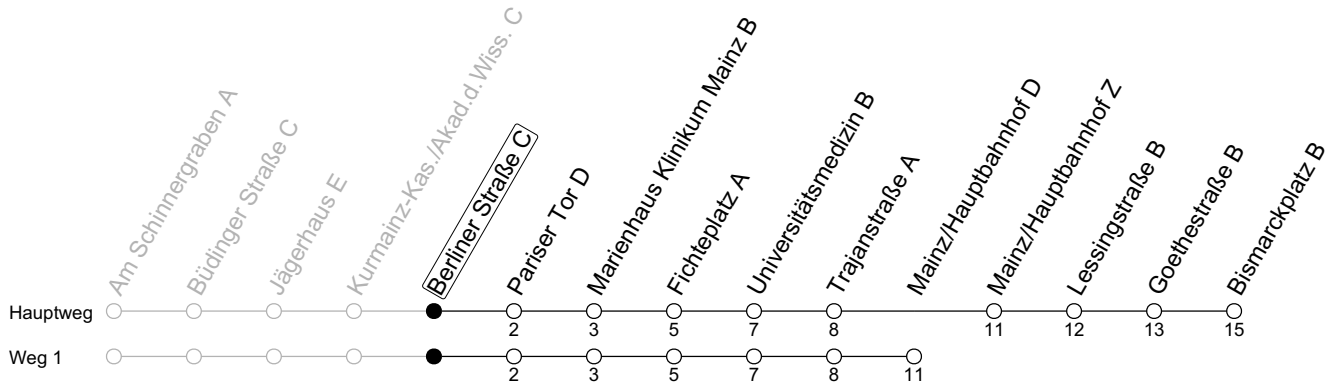 Am Schinnergraben A
Büdinger Straße C
Jägerhaus E
Kurmainz-Kas./Akad.d.Wiss. C
Berliner Straße C
Pariser Tor D
Marienhaus Klinikum Mainz B
Fichteplatz A
Universitätsmedizin B
Trajanstraße A
Mainz/Hauptbahnhof D
Mainz/Hauptbahnhof Z
Lessingstraße B
Goethestraße B
Bismarckplatz B
Hauptweg
2 3 5 7 8 11 12 13 15
Weg 1
2 3 5 7 8 11